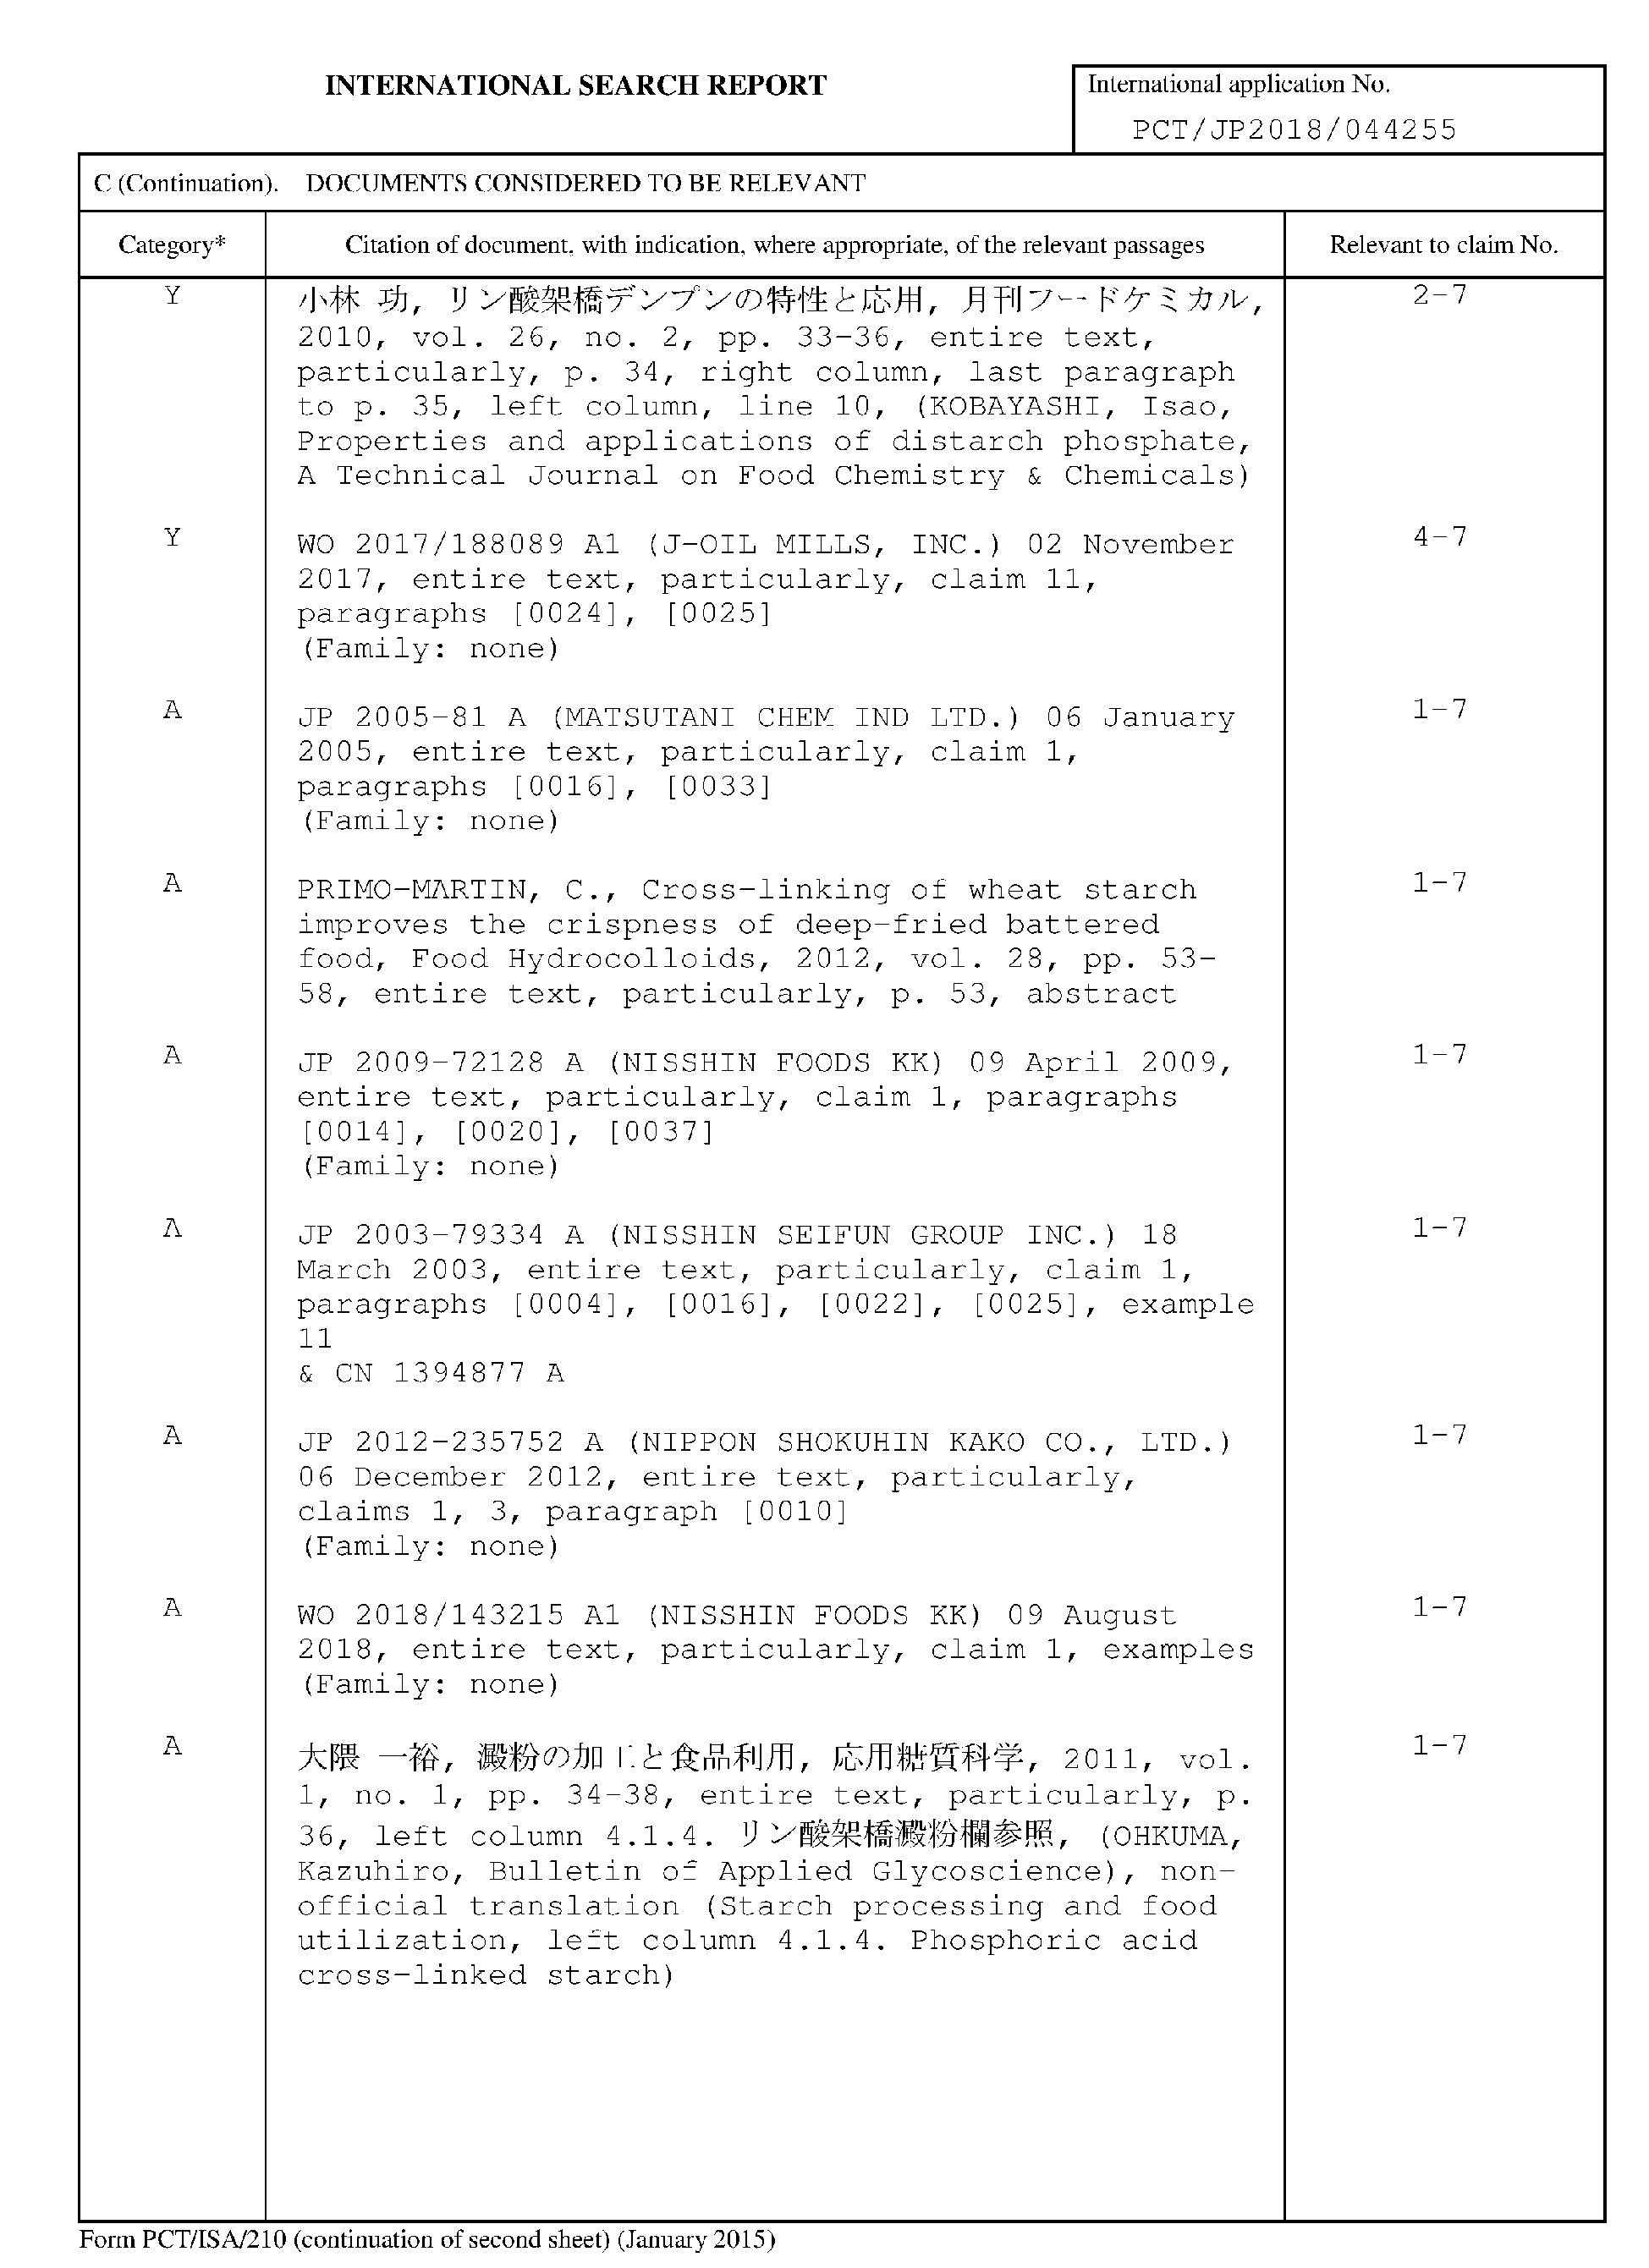 INTERNATIONAL SEARCH REPORT
International application No.
PCT/JP2018/044255
C (Continuation). DOCUMENTS CONSIDERED TO BE RELEVANT
Category* Citation of document, with indication, where appropriate, of the relevant passages Relevant to claim No.
Y 小林 功, リン酸架橋デンプンの特性と応用, 月刊フードケミカル, 2-7
2010, vol. 26, no. 2, pp. 33-36, entire text,
particularly, p. 34, right column, last paragraph
to p. 35, left column, line 10, (KOBAYASHI, Isao,
Properties and applications of distarch phosphate,
A Technical Journal on Food Chemistry & Chemicals)
Y WO 2017/188089 A1 (J-OIL MILLS, INC.) 02 November 4-7
2017, entire text, particularly, claim 11,
paragraphs [0024], [0025]
(Family: none)
A JP 2005-81 A (MATSUTANI CHEM IND LTD.) 06 January 1-7
2005, entire text, particularly, claim 1,
paragraphs [0016], [0033]
(Family: none)
A PRIMO-MARTIN, C., Cross-linking of wheat starch 1-7
improves the crispness of deep-fried battered
food, Food Hydrocolloids, 2012, vol. 28, pp. 53-
58, entire text, particularly, p. 53, abstract
A JP 2009-72128 A (NISSHIN FOODS KK) 09 April 2009, 1-7
entire text, particularly, claim 1, paragraphs
[0014], [0020], [0037]
(Family: none)
A JP 2003-79334 A (NISSHIN SEIFUN GROUP INC.) 18 1-7
March 2003, entire text, particularly, claim 1,
paragraphs [0004], [0016], [0022], [0025], example
11
& CN 1394877 A
A JP 2012-235752 A (NIPPON SHOKUHIN KAKO CO., LTD.) 1-7
06 December 2012, entire text, particularly,
claims 1, 3, paragraph [0010]
(Family: none)
A WO 2018/143215 A1 (NISSHIN FOODS KK) 09 August 1-7
2018, entire text, particularly, claim 1, examples
(Family: none)
A 大隈 一裕, 澱粉の加工と食品利用, 応用糖質科学, 2011, vol. 1-7
1, no. 1, pp. 34-38, entire text, particularly, p.
36, left column 4.1.4. リン酸架橋澱粉欄参照, (OHKUMA,
Kazuhiro, Bulletin of Applied Glycoscience), non-
official translation (Starch processing and food
utilization, left column 4.1.4. Phosphoric acid
cross-linked starch)
Form PCT/ISA/210 (continuation of second sheet) (January 2015)